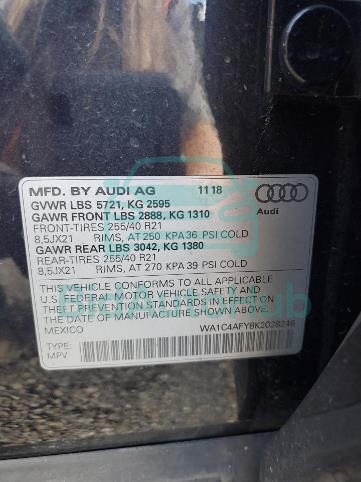 MFD. BY AUDI AG 11 18
GVWR LBS 5721, KG 2595
GAWR FRONT LBS 2888, KG 1310
FRONT-TIRES 255/40 R21
8,5JX21 RIMS, AT 250 KPA 36 PSI COLD
GAWR REAR LBS 3042, KG 1380
REAR-TIRES 255/40 R21
8,5JX21 RIMS, AT 270 KPA 39 PSI COLD
Audi
THIS VEHICLE CONFORMS TO ALL APPLICABLE
U.S. FEDERAL MOTOR VEHICLE SAFETY AND
THEFT PREVENTION STANDARDS IN EFFECT ON
THE DATE OF MANUFACTURE SHOWN ABOVE.
MEXICO WA1C4AFY8K2028246
TYPE:
MPV